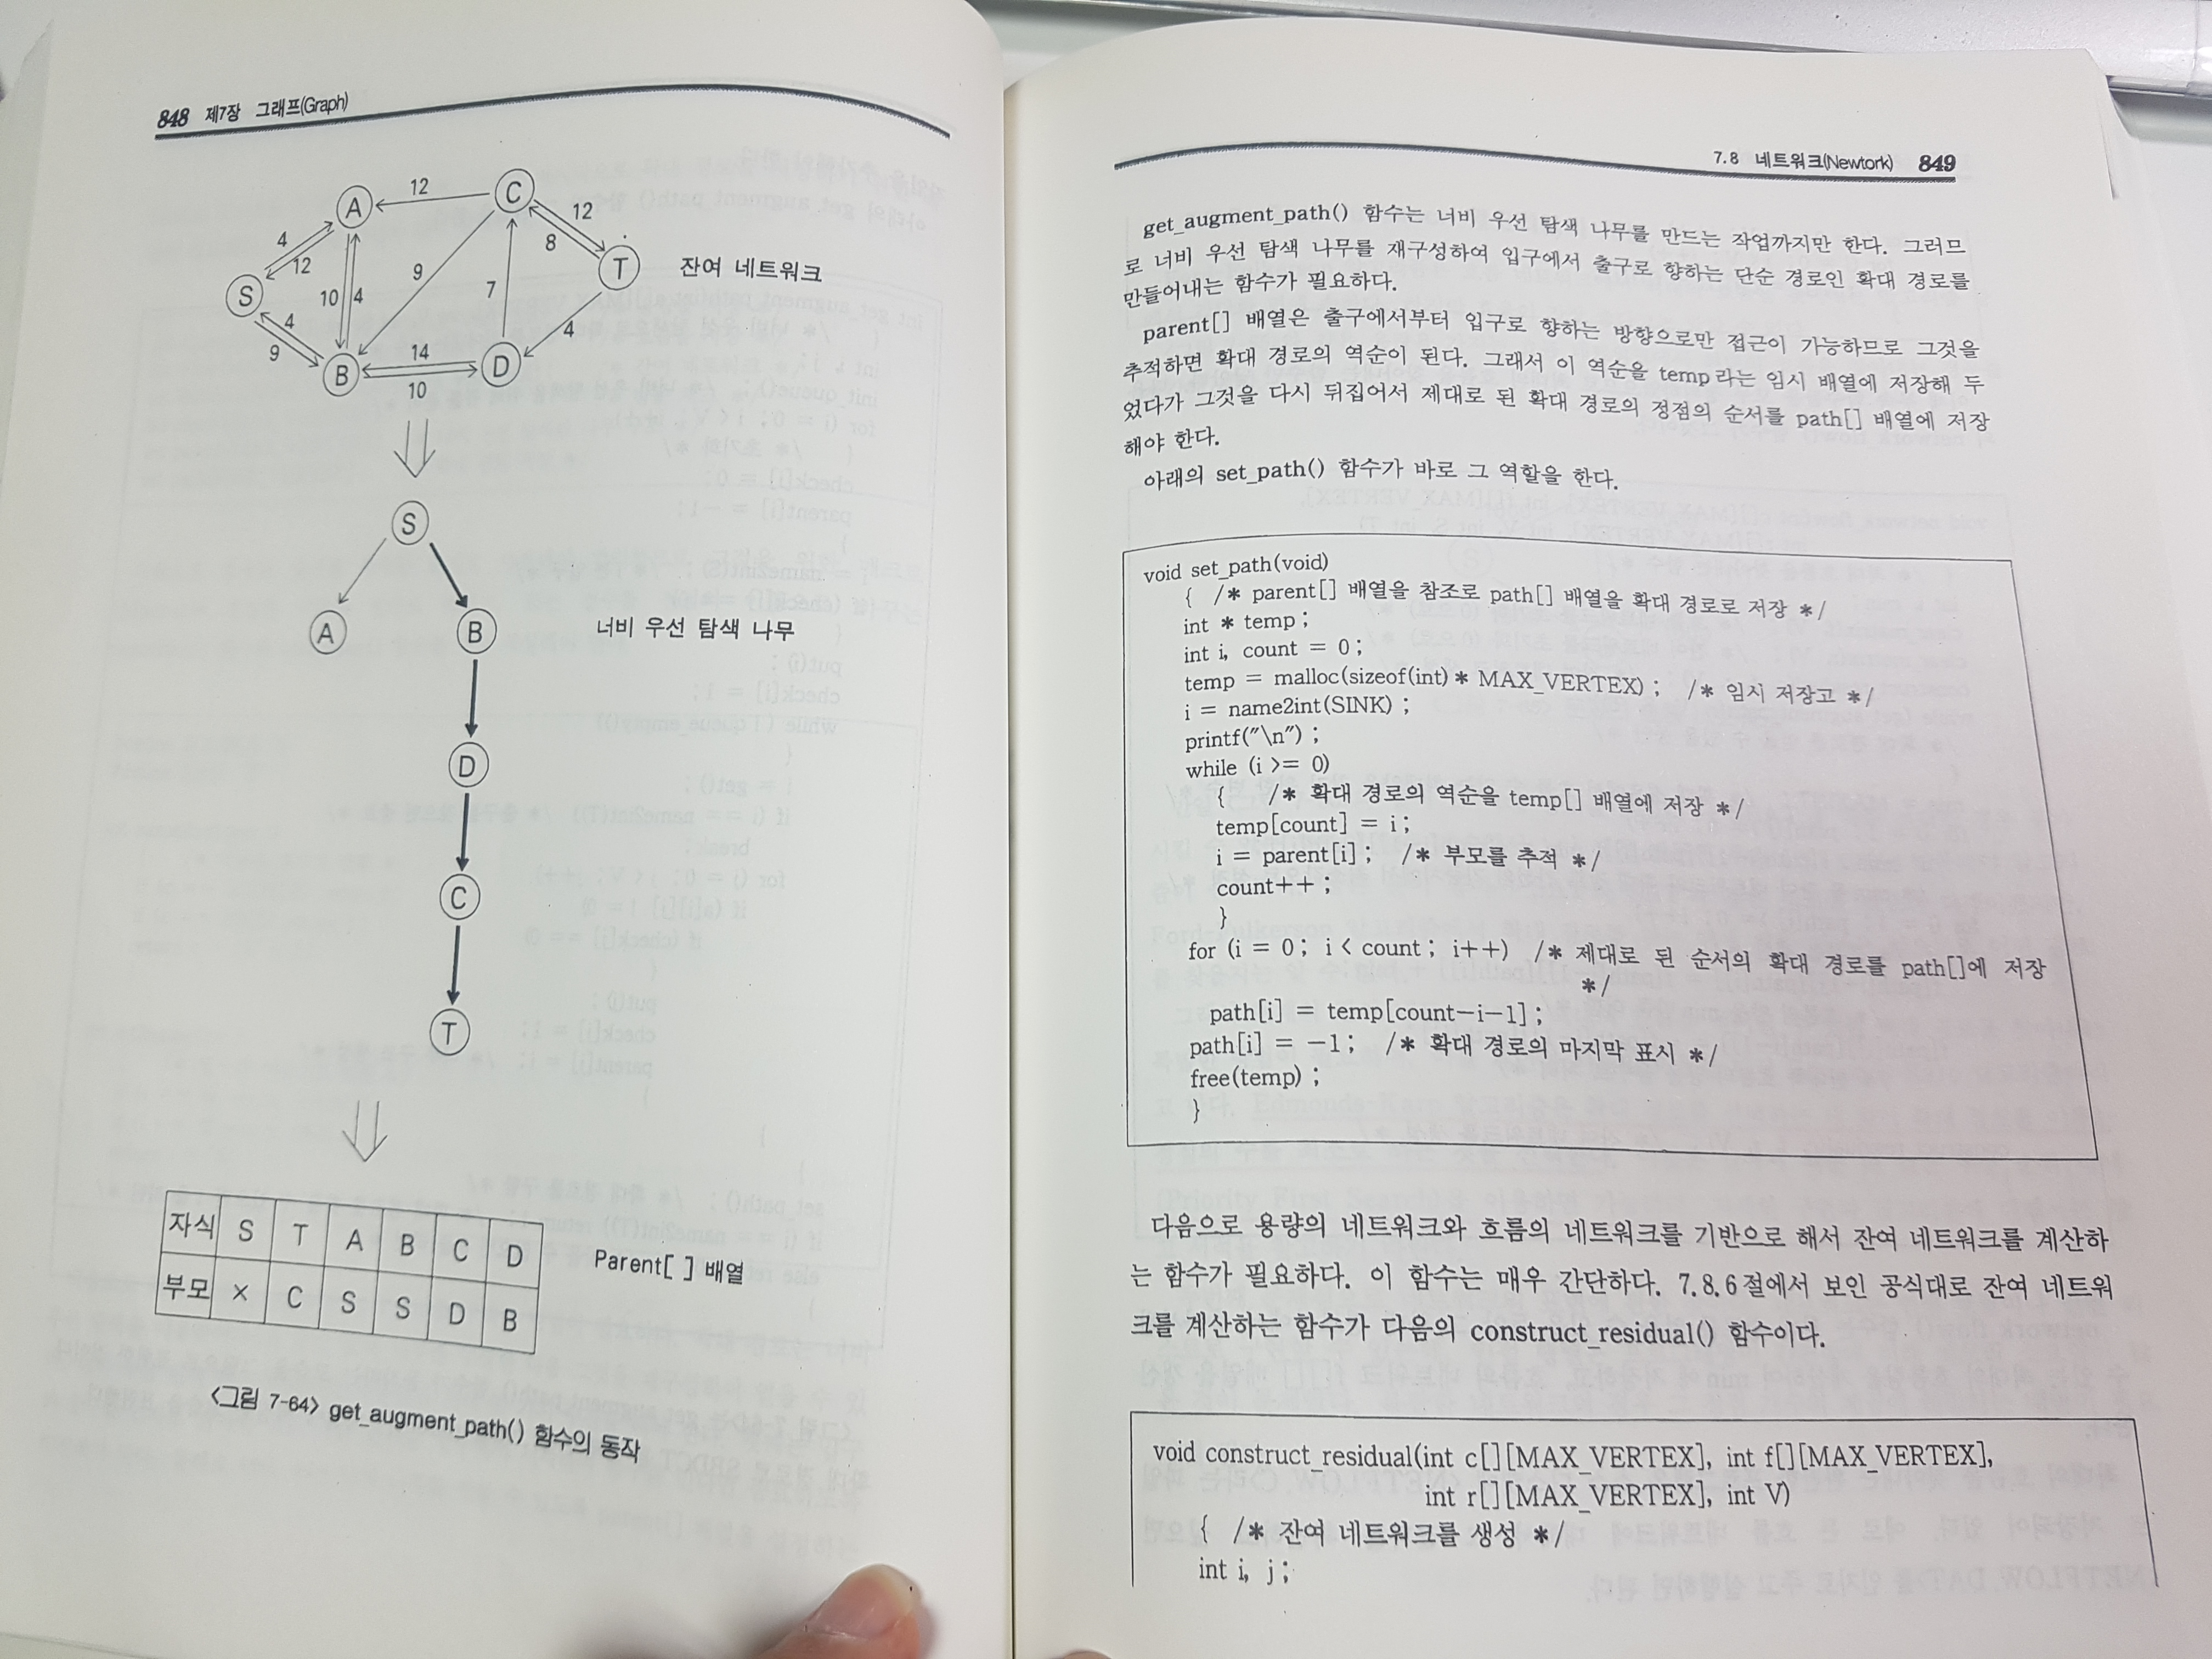 848 제7장 그래프(Graph)
A
12
C
12
8
T
잔여 네트워크
4
12
S
10
4
9
7
4
4
9
B
14
10
D
S
A
B
너비 우선 탐색 나무
D
C
T
자식 S T A B C D
부모 × C S S D B
Parent[ ] 배열
<그림 7-64> get_augment_path() 함수의 동작
7.8 네트워크(Newtork) 849
get_augment_path() 함수는 너비 우선 탐색 나무를 만드는 작업까지만 한다. 그러므
로 너비 우선 탐색 나무를 재구성하여 입구에서 출구로 향하는 단순 경로인 확대 경로를
만들어내는 함수가 필요하다.
parent[] 배열은 출구에서부터 입구로 향하는 방향으로만 접근이 가능하므로 그것을
추적하면 확대 경로의 역순이 된다. 그래서 이 역순을 temp라는 임시 배열에 저장해 두
었다가 그것을 다시 뒤집어서 제대로 된 확대 경로의 정점의 순서를 path[] 배열에 저장
해야 한다.
아래의 set_path() 함수가 바로 그 역할을 한다.
void set_path(void)
{ /* parent[] 배열을 참조로 path[] 배열을 확대 경로로 저장 */
int * temp;
int i, count = 0;
temp = malloc(sizeof(int)* MAX_VERTEX); /* 임시 저장고 */
i = name2int(SINK);
printf("\n");
while (i >= 0)
{ /* 확대 경로의 역순을 temp[] 배열에 저장 */
temp[count] = i;
i = parent[i]; /* 부모를 추적 */
count++;
}
for (i = 0; i < count; i++) /* 제대로 된 순서의 확대 경로를 path[]에 저장
*/
path[i] = temp[count-i-1];
path[i] = -1; /* 확대 경로의 마지막 표시 */
free(temp);
}
다음으로 용량의 네트워크와 흐름의 네트워크를 기반으로 해서 잔여 네트워크를 계산하
는 함수가 필요하다. 이 함수는 매우 간단하다. 7.8.6절에서 보인 공식대로 잔여 네트워
크를 계산하는 함수가 다음의 construct_residual() 함수이다.
void construct_residual(int c[][MAX_VERTEX], int f[][MAX_VERTEX],
int r[][MAX_VERTEX], int V)
{ /* 잔여 네트워크를 생성 */
int i, j;